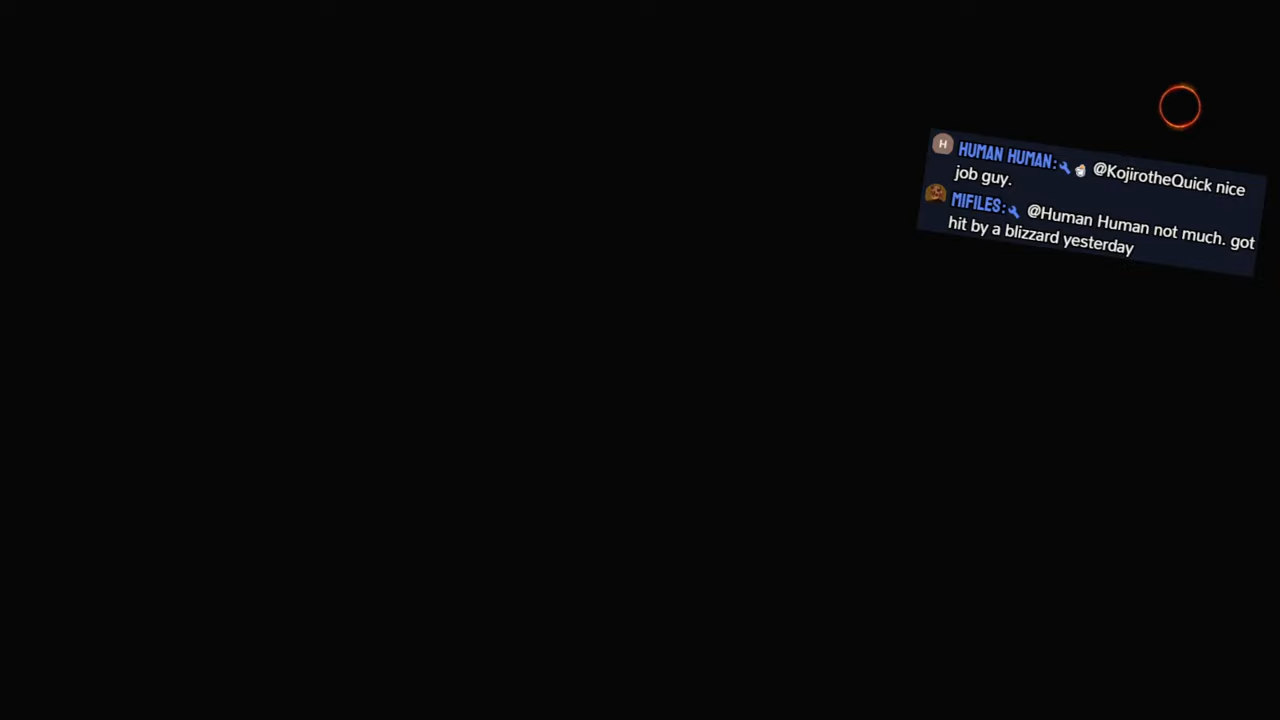 H HUMAN HUMAN: @KojirotheQuick nice
job guy.
MIFILES: @Human Human not much. got
hit by a blizzard yesterday